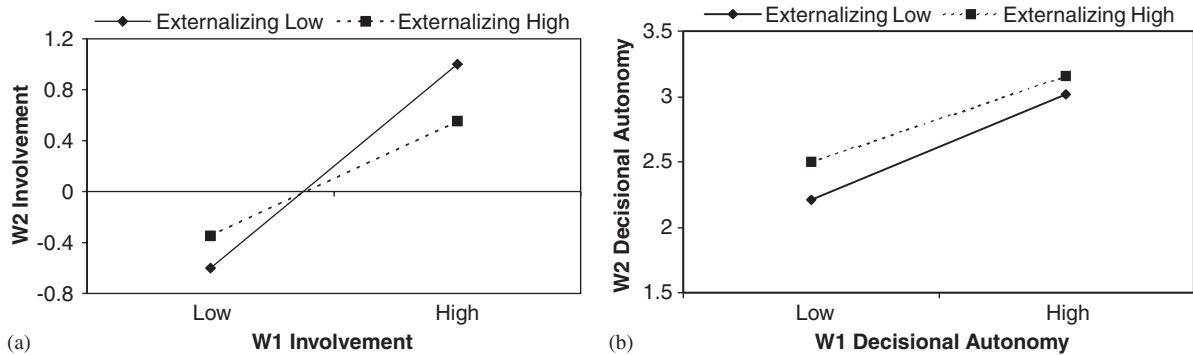 Externalizing Low Externalizing High
1.2
0.8
0.4
0
-0.4
-0.8
W2 Involvement
Low High
W1 Involvement
(a)
Externalizing Low Externalizing High
3.5
3
2.5
2
1.5
W2 Decisional Autonomy
Low High
W1 Decisional Autonomy
(b)